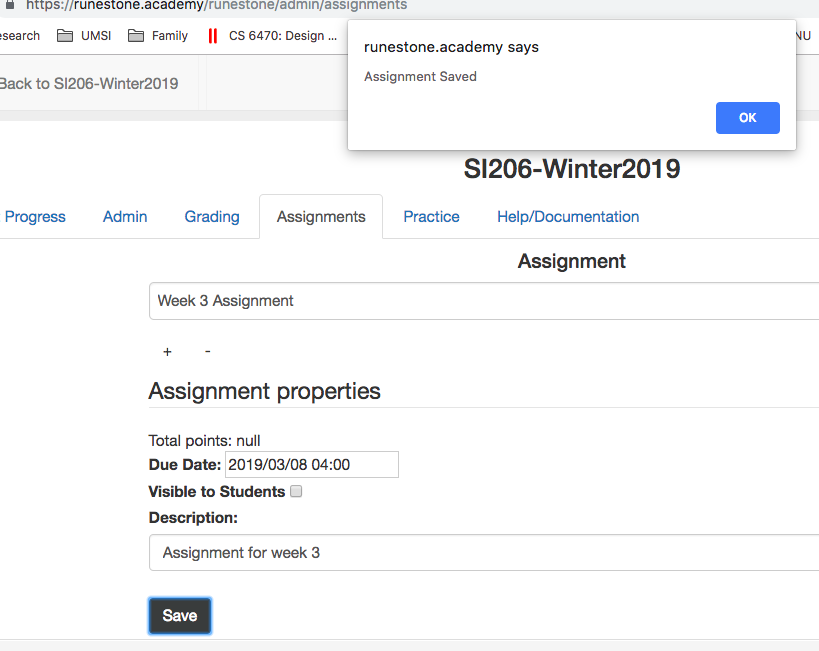 https://runestone.academy/runestone/admin/assignments
esearch UMSI Family CS 6470: Design ... NU
runestone.academy says
Assignment Saved
OK
Back to SI206-Winter2019
SI206-Winter2019
Progress Admin Grading Assignments Practice Help/Documentation
Assignment
Week 3 Assignment
+ -
Assignment properties
Total points: null
Due Date: 2019/03/08 04:00
Visible to Students
Description:
Assignment for week 3
Save